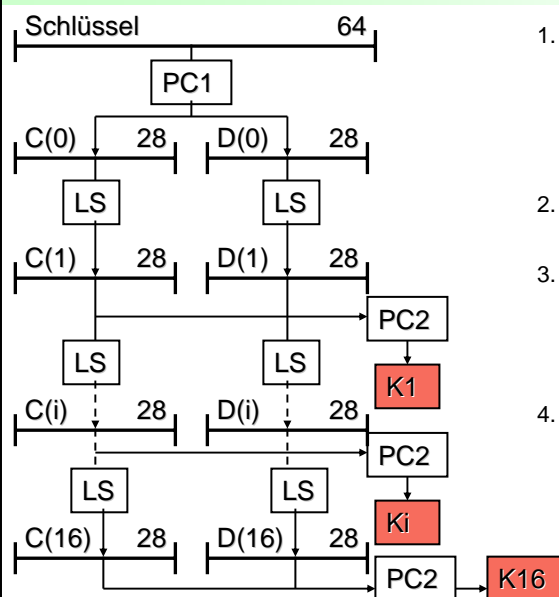 Schlüssel 64
1.
PC1
C(0) 28 D(0) 28
LS LS
2.
C(1) 28 D(1) 28
3.
PC2
LS LS
K1
C(i) 28 D(i) 28
4.
PC2
LS LS
Ki
C(16) 28 D(16) 28
PC2 K16